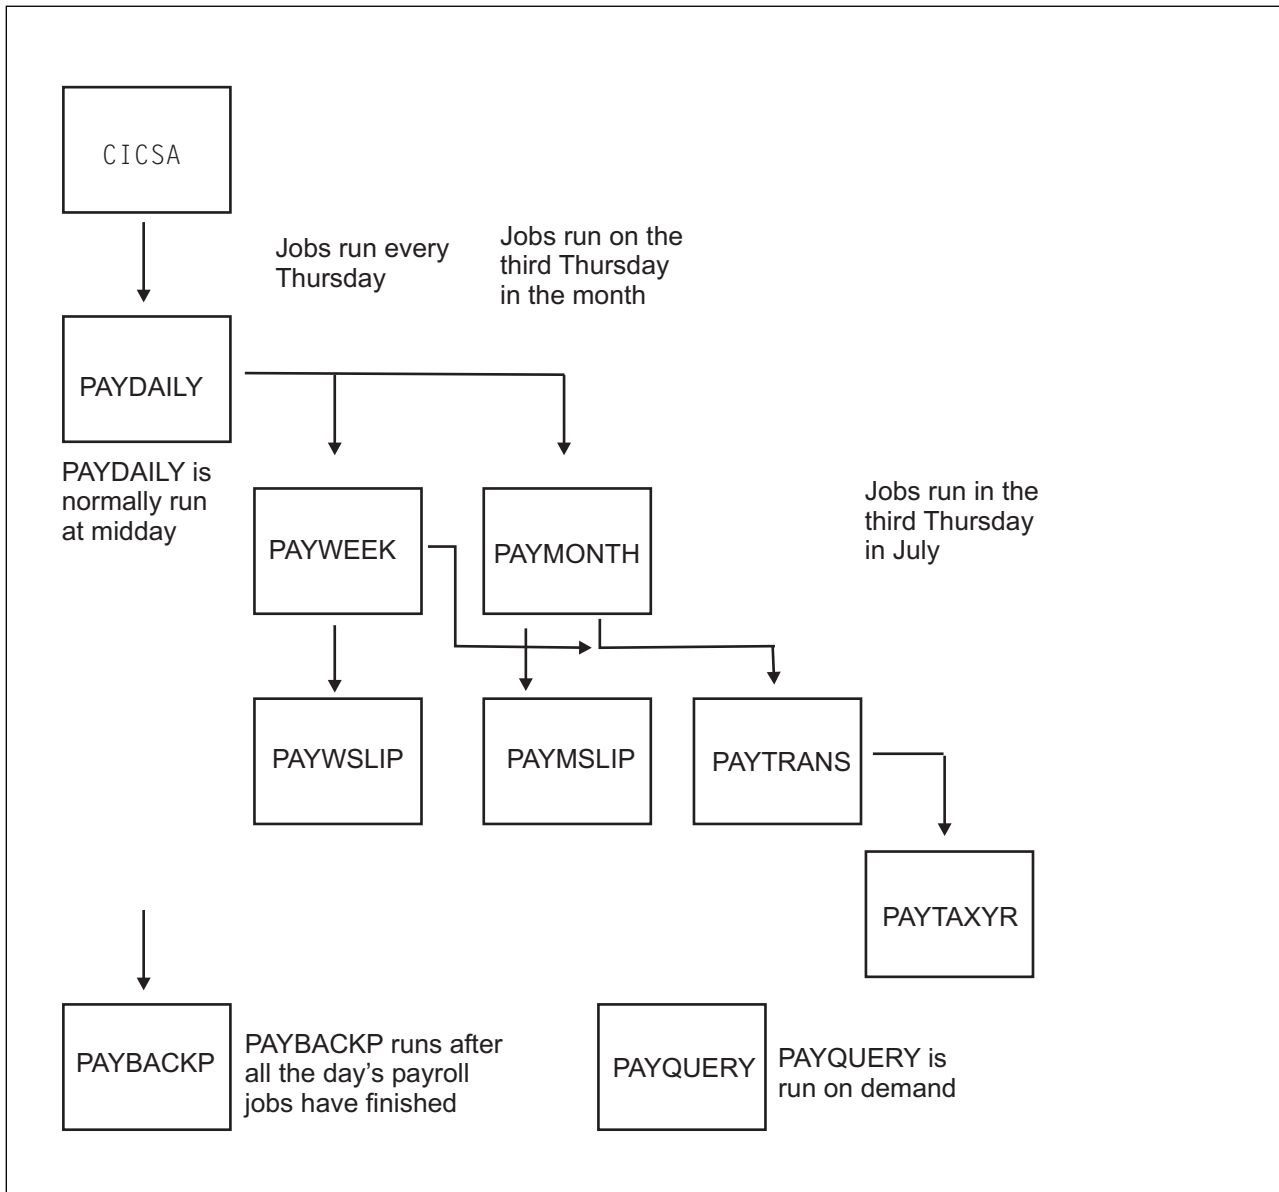 CICSA
Jobs run every
Thursday
Jobs run on the
third Thursday
in the month
PAYDAILY
PAYDAILY is
normally run
at midday
PAYWEEK
PAYMONTH
Jobs run in the
third Thursday
in July
PAYWSLIP
PAYMSLIP
PAYTRANS
PAYTAXYR
PAYBACKP
PAYBACKP runs after
all the day's payroll
jobs have finished
PAYQUERY
PAYQUERY is
run on demand